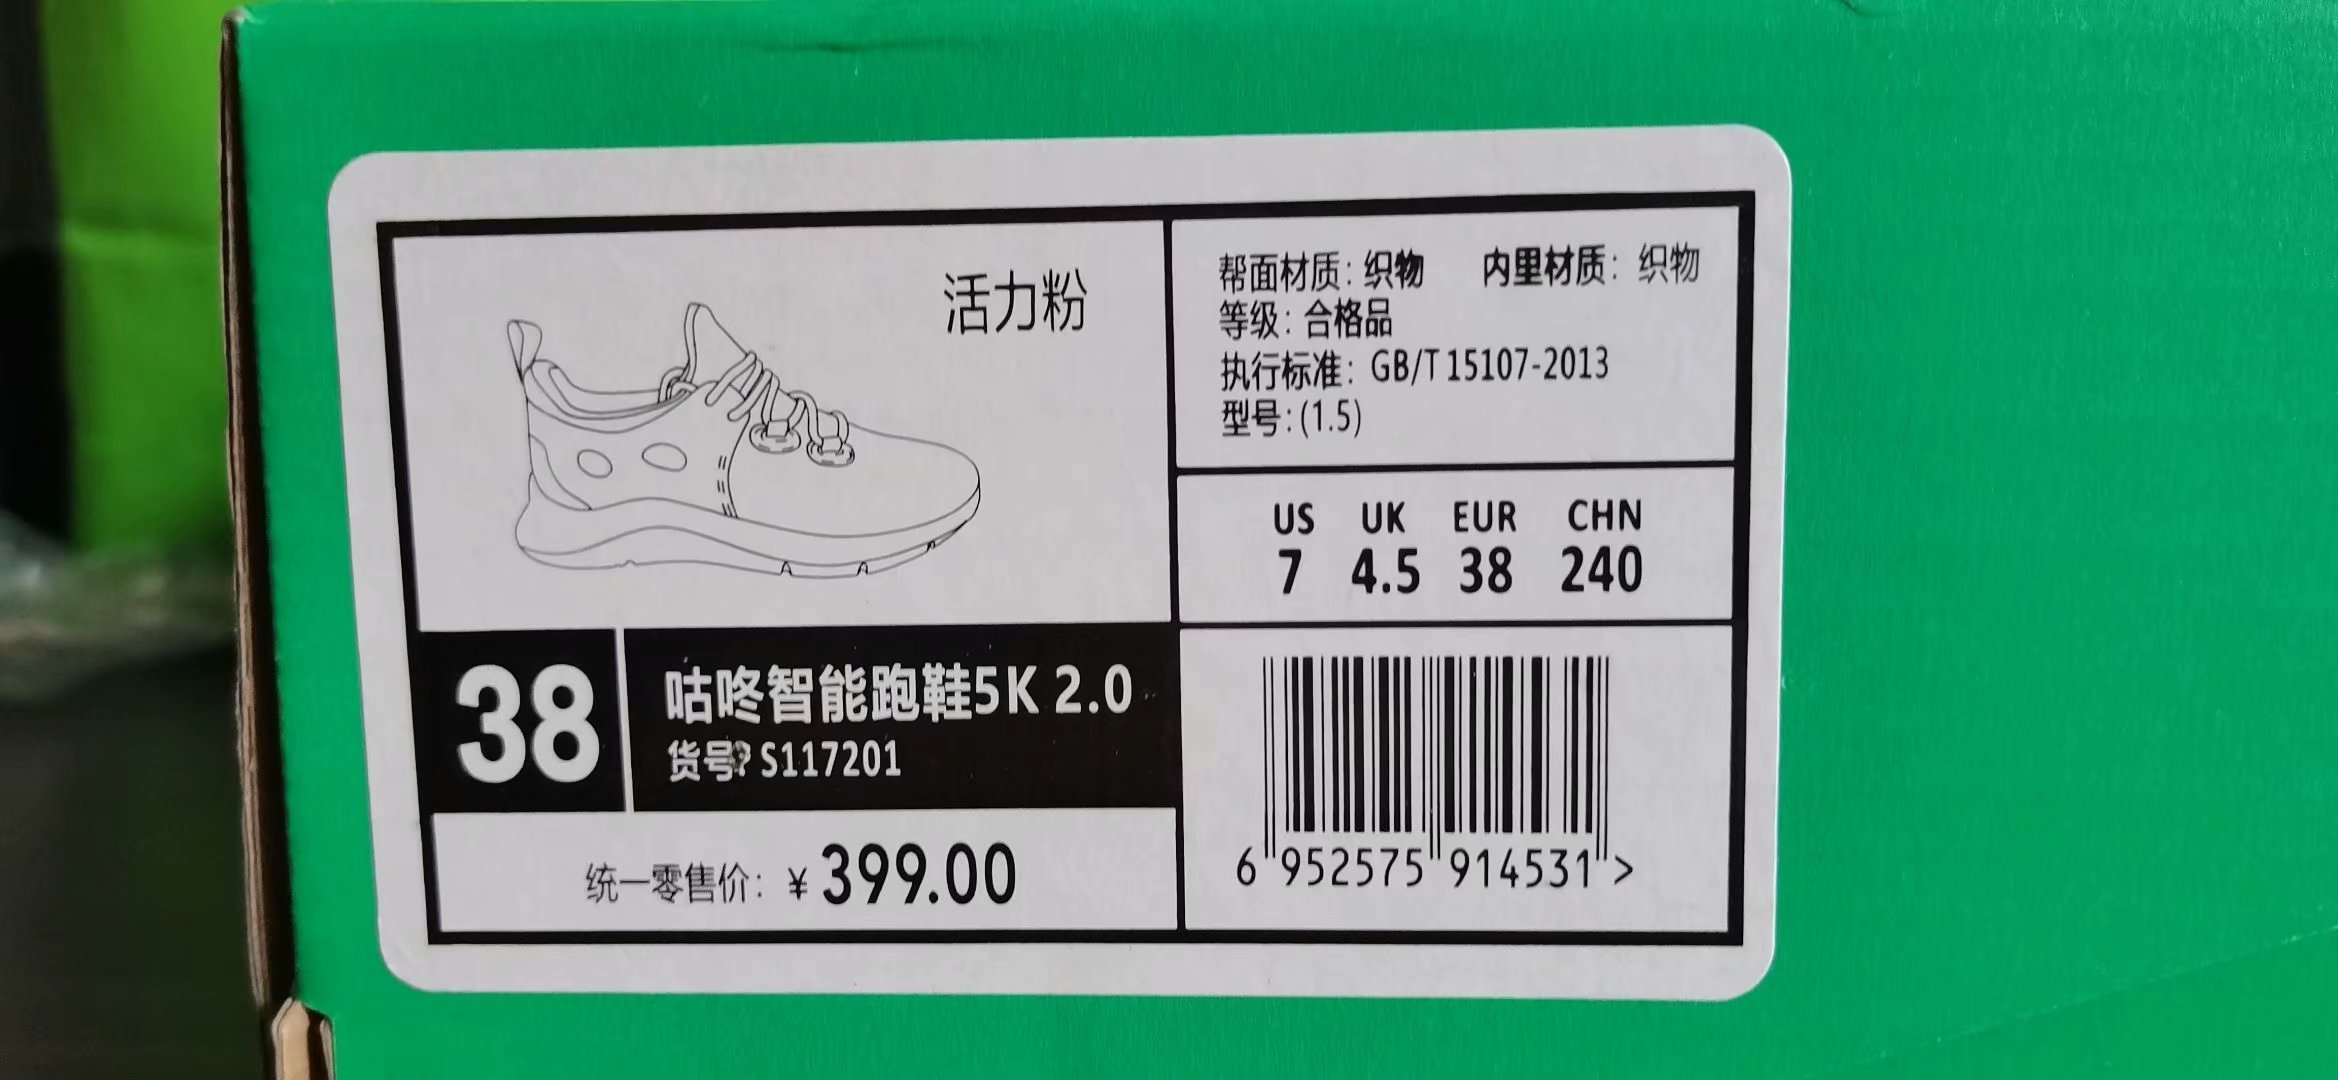 活力粉
38
咕咚智能跑鞋5K 2.0
货号: S117201
统一零售价: ¥ 399.00
帮面材质: 织物 内里材质: 织物
等级: 合格品
执行标准: GB/T 15107-2013
型号: (1.5)
US UK EUR CHN
7 4.5 38 240
6 952575 914531 >